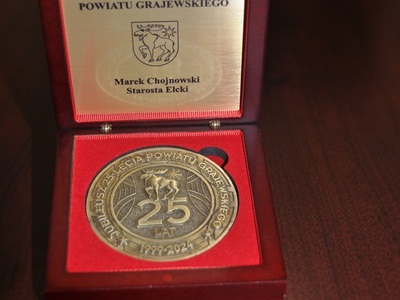 POWIATU GRAJEWSKIEGO
Marek Chojnowski
Starosta Ełcki
JUBILEUSZ 25-LECIA POWIATU GRAJEWSKIEGO
25
LAT
1999-2024